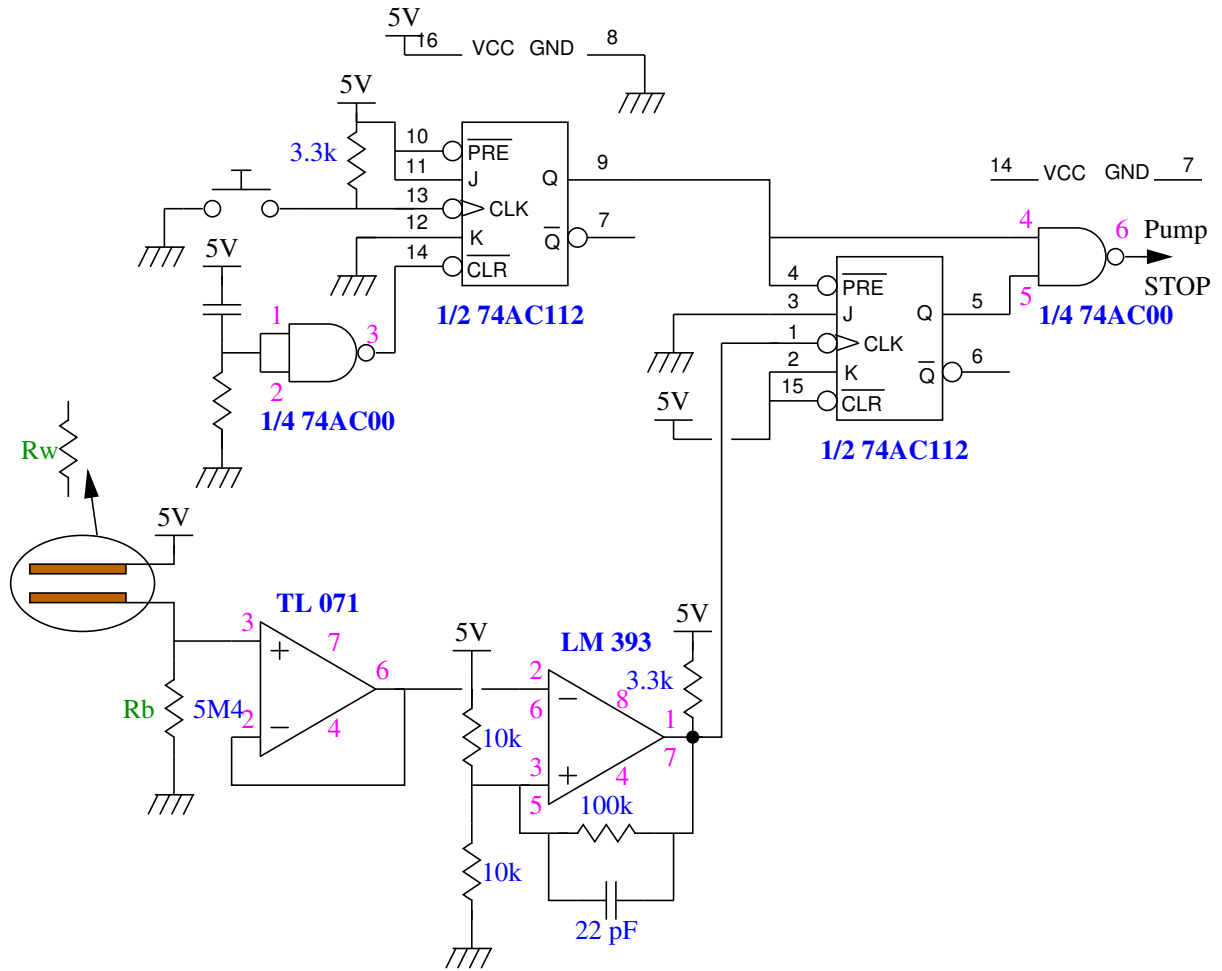 5V
16 VCC GND 8
5V
3.3k
10 PRE
11 J Q 9
13 CLK
12 K Q 7
14 CLR
1/2 74AC112
5V
1
3
2
1/4 74AC00
14 VCC GND 7
4
6 Pump
STOP
5
1/4 74AC00
4 PRE
3 J Q 5
1 CLK
2 K Q 6
15 CLR
5V
1/2 74AC112
Rw
5V
TL 071
3
7
6
2
4
Rb 5M4
5V
LM 393
5V
3.3k
2
6
8
1
7
3
5
4
10k
100k
10k
22 pF